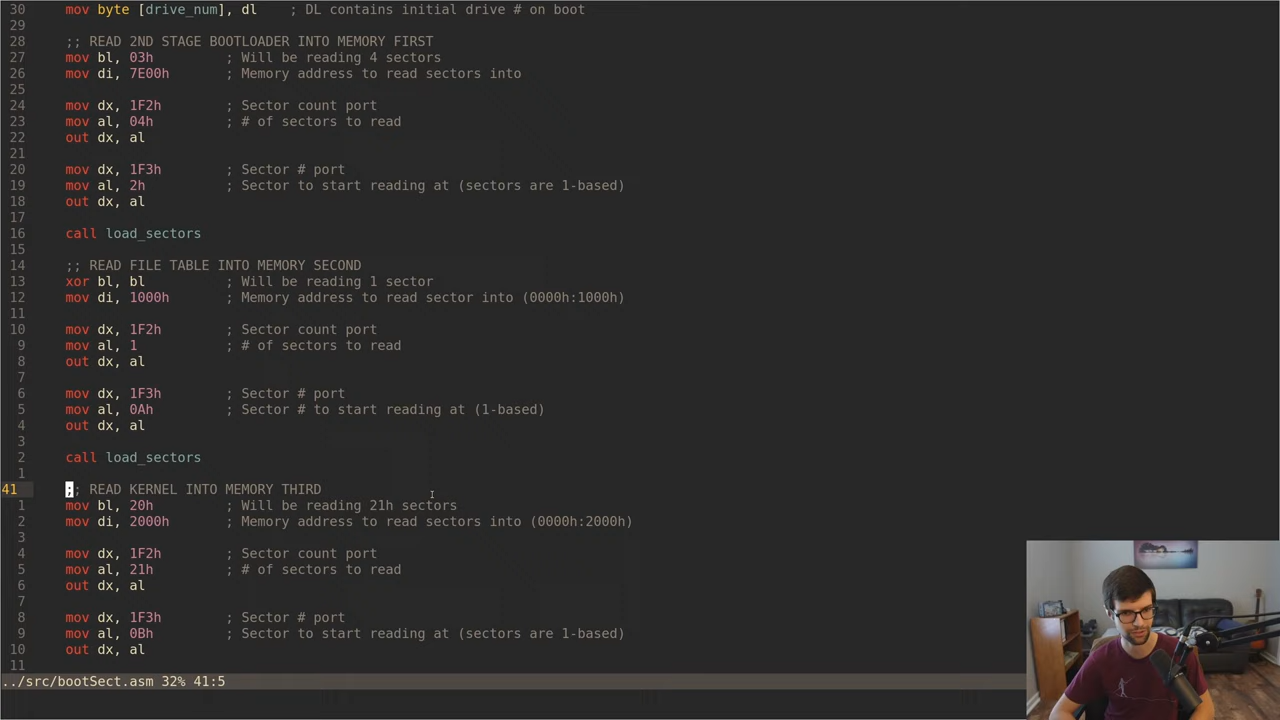 30 mov byte [drive_num], dl ; DL contains initial drive # on boot
29
28 ;; READ 2ND STAGE BOOTLOADER INTO MEMORY FIRST
27 mov bl, 03h ; Will be reading 4 sectors
26 mov di, 7E00h ; Memory address to read sectors into
25
24 mov dx, 1F2h ; Sector count port
23 mov al, 04h ; # of sectors to read
22 out dx, al
21
20 mov dx, 1F3h ; Sector # port
19 mov al, 2h ; Sector to start reading at (sectors are 1-based)
18 out dx, al
17
16 call load_sectors
15
14 ;; READ FILE TABLE INTO MEMORY SECOND
13 xor bl, bl ; Will be reading 1 sector
12 mov di, 1000h ; Memory address to read sector into (0000h:1000h)
11
10 mov dx, 1F2h ; Sector count port
9 mov al, 1 ; # of sectors to read
8 out dx, al
7
6 mov dx, 1F3h ; Sector # port
5 mov al, 0Ah ; Sector # to start reading at (1-based)
4 out dx, al
3
2 call load_sectors
1
41 ;; READ KERNEL INTO MEMORY THIRD
1 mov bl, 20h ; Will be reading 21h sectors
2 mov di, 2000h ; Memory address to read sectors into (0000h:2000h)
3
4 mov dx, 1F2h ; Sector count port
5 mov al, 21h ; # of sectors to read
6 out dx, al
7
8 mov dx, 1F3h ; Sector # port
9 mov al, 0Bh ; Sector to start reading at (sectors are 1-based)
10 out dx, al
11
../src/bootSect.asm 32% 41:5